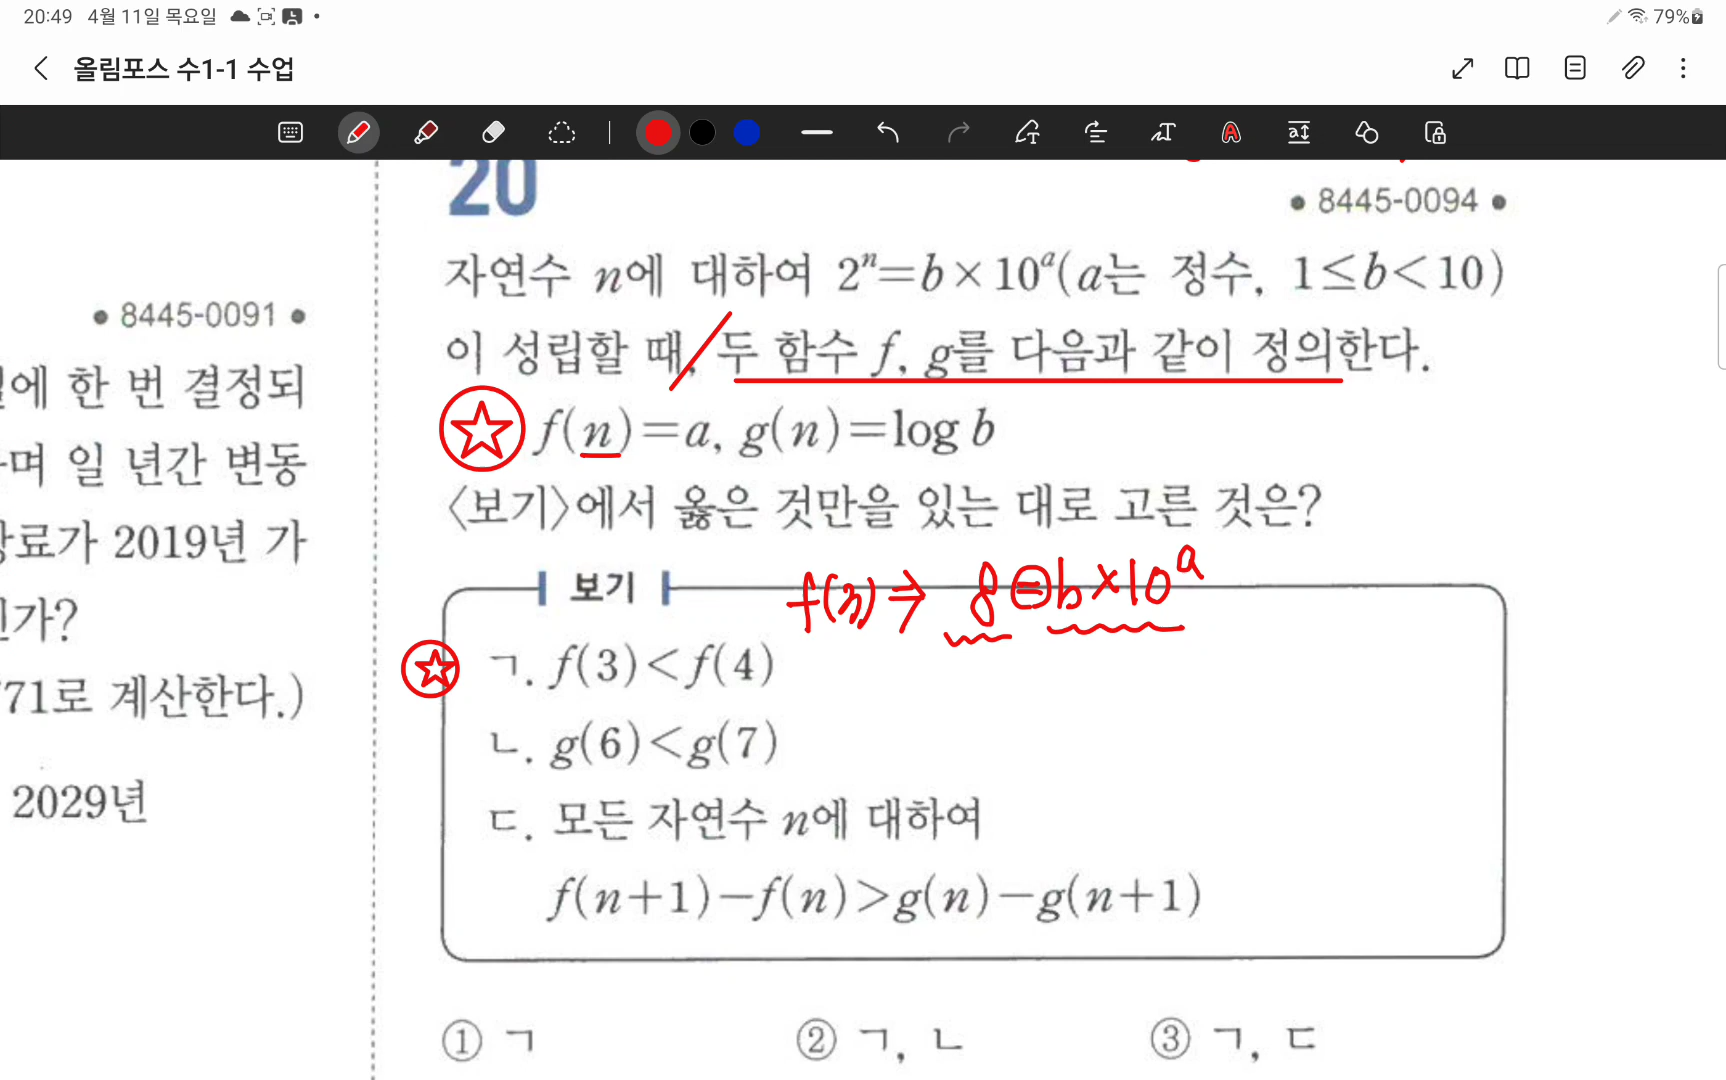 20:49 4월 11일 목요일
79%
올림포스 수1-1 수업
20
• 8445-0094 •
자연수 n에 대하여 2ⁿ=b×10ᵃ(a는 정수, 1≤b<10)
이 성립할 때, 두 함수 f, g를 다음과 같이 정의한다.
f(n)=a, g(n)=log b
〈보기〉에서 옳은 것만을 있는 대로 고른 것은?
보기
f(3) ⇒ 8=b×10ᵃ
ㄱ. f(3)<f(4)
ㄴ. g(6)<g(7)
ㄷ. 모든 자연수 n에 대하여
f(n+1)-f(n)>g(n)-g(n+1)
① ㄱ ② ㄱ, ㄴ ③ ㄱ, ㄷ
• 8445-0091 •
에 한 번 결정되
며 일 년간 변동
료가 2019년 가
가?
71로 계산한다.)
2029년